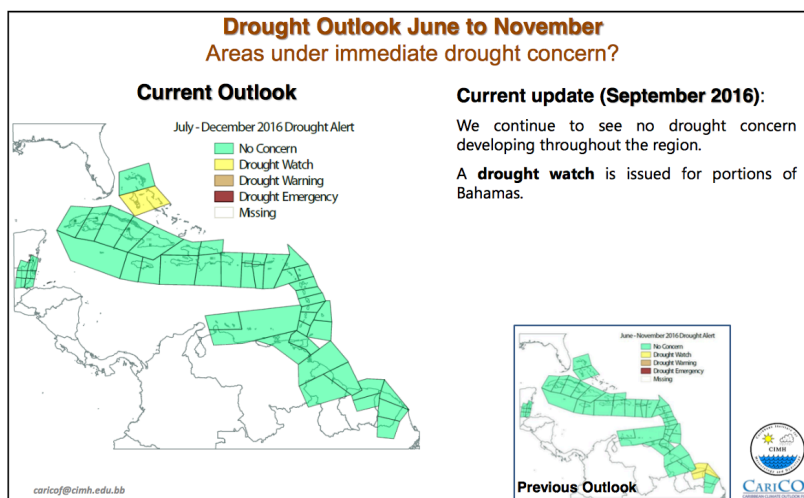 Drought Outlook June to November
Areas under immediate drought concern?
Current Outlook
July - December 2016 Drought Alert
No Concern
Drought Watch
Drought Warning
Drought Emergency
Missing
Current update (September 2016):
We continue to see no drought concern
developing throughout the region.
A drought watch is issued for portions of
Bahamas.
June - November 2016 Drought Alert
No Concern
Drought Watch
Drought Warning
Drought Emergency
Missing
Previous Outlook
CIMH
CARICO
caricof@cimh.edu.bb